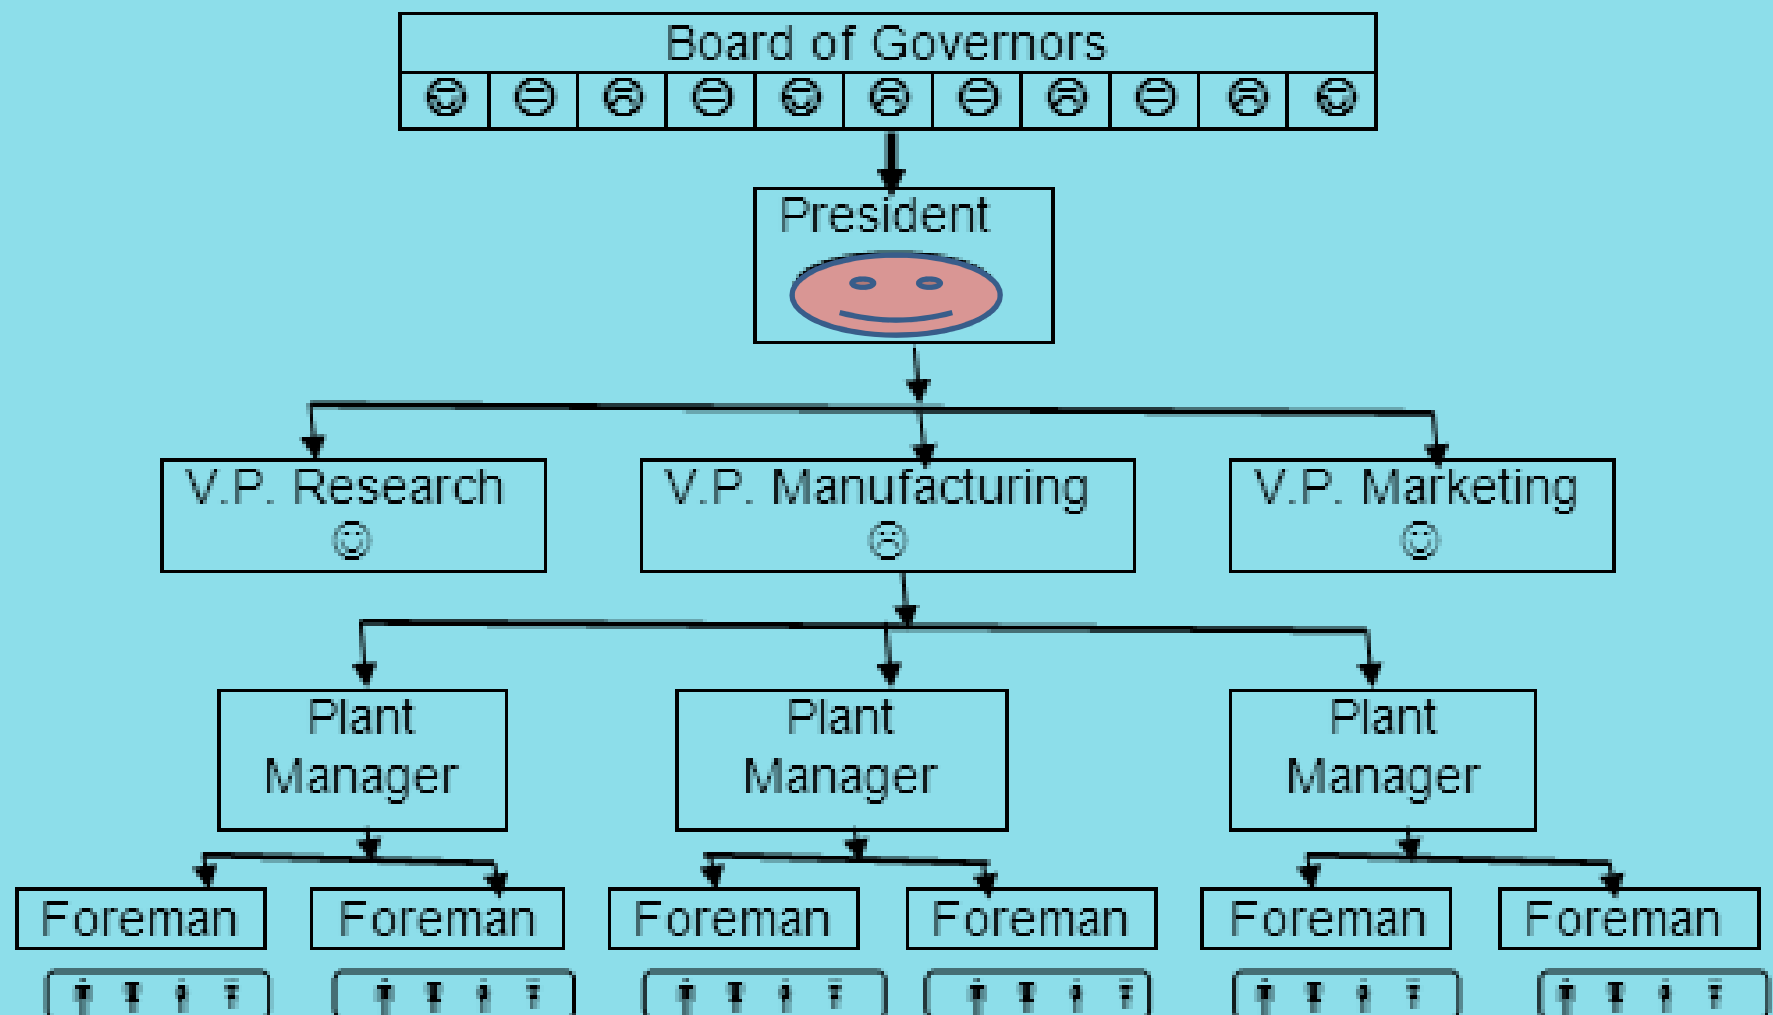 Board of Governors
President
V.P. Research
V.P. Manufacturing
V.P. Marketing
Plant
Manager
Plant
Manager
Plant
Manager
Foreman
Foreman
Foreman
Foreman
Foreman
Foreman